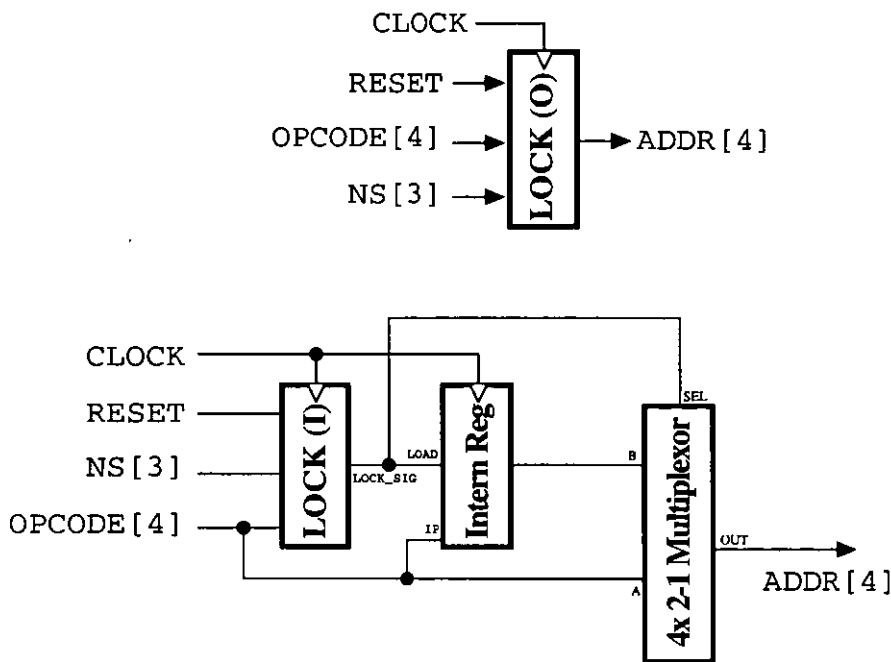 CLOCK
RESET
OPCODE[4]
NS[3]
LOCK (O)
ADDR[4]
CLOCK
RESET
NS[3]
OPCODE[4]
LOCK (I)
LOCK_SIG
LOAD
IP
Intern Reg
SEL
B
A
4x 2-1 Multiplexor
OUT
ADDR[4]